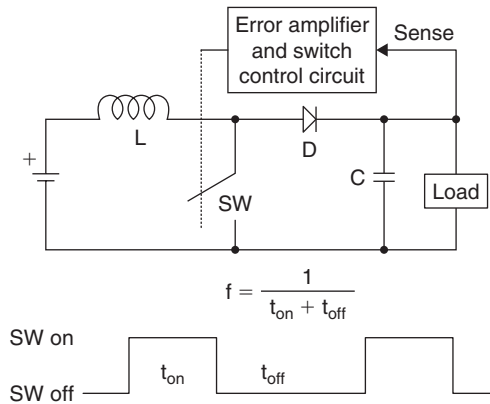 Error amplifier
and switch
control circuit
Sense
L
D
+
SW
C
Load
f = 1 / (t_on + t_off)
SW on
t_on
t_off
SW off